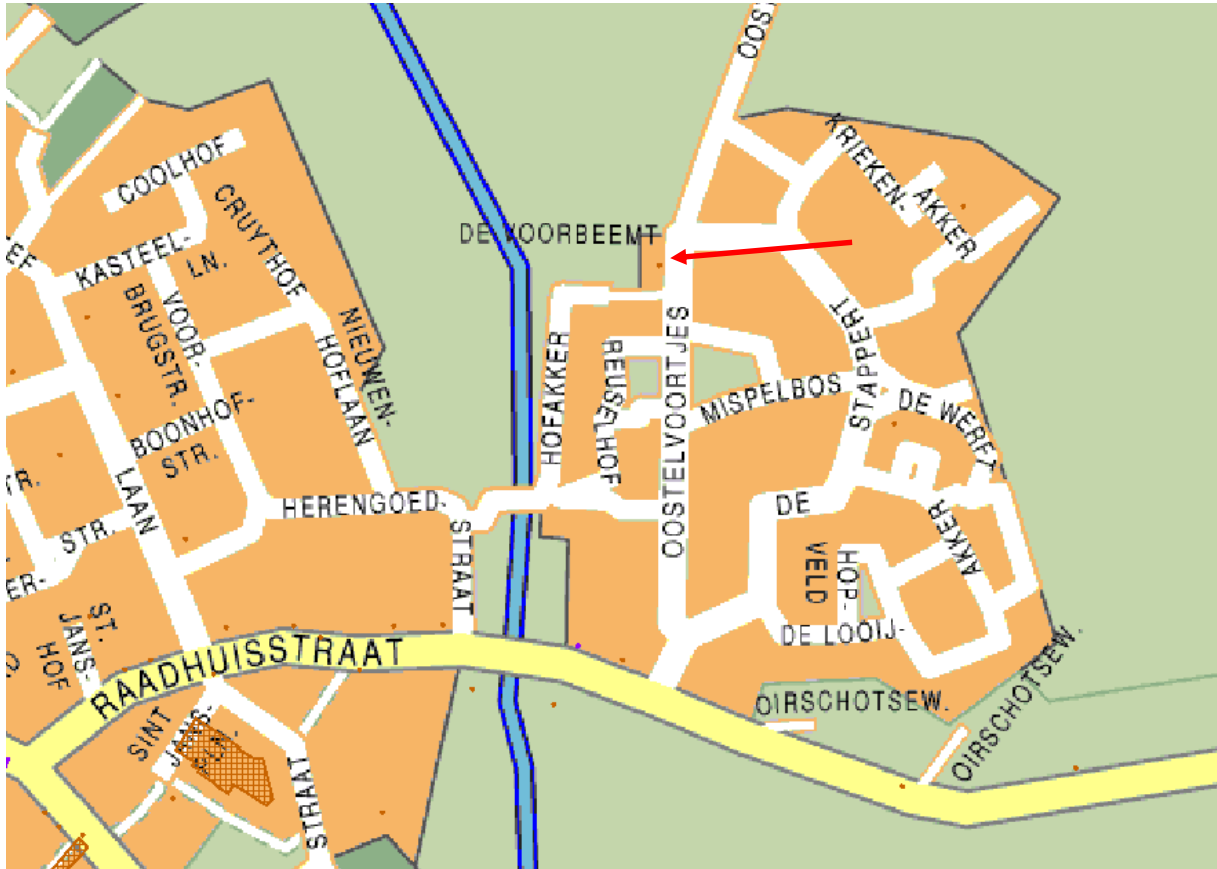 OOST
KRIEKEN-
AKKER
COOLHOF
CRUYTHOF
DE VOORBEEMT
EF
KASTEEL-
LN.
VOOR-
BRUGSTR.
NIEUWEN-
HOFLAAN
HOFAKKER
REUSELHOF
OOSTELVOORTJES
MISPELBOS
STAPPERT
DE WERFT
BOONHOF-
STR.
TR.
LAAN
STR.
ER-
HERENGOED-
STRAAT
DE
AKKER
VELD
HOP-
DE LOOIJ-
ST.
JANS-
HOF
RAADHUISSTRAAT
OIRSCHOTSEW.
OIRSCHOTSEW.
SINT
JANS-
STRAAT